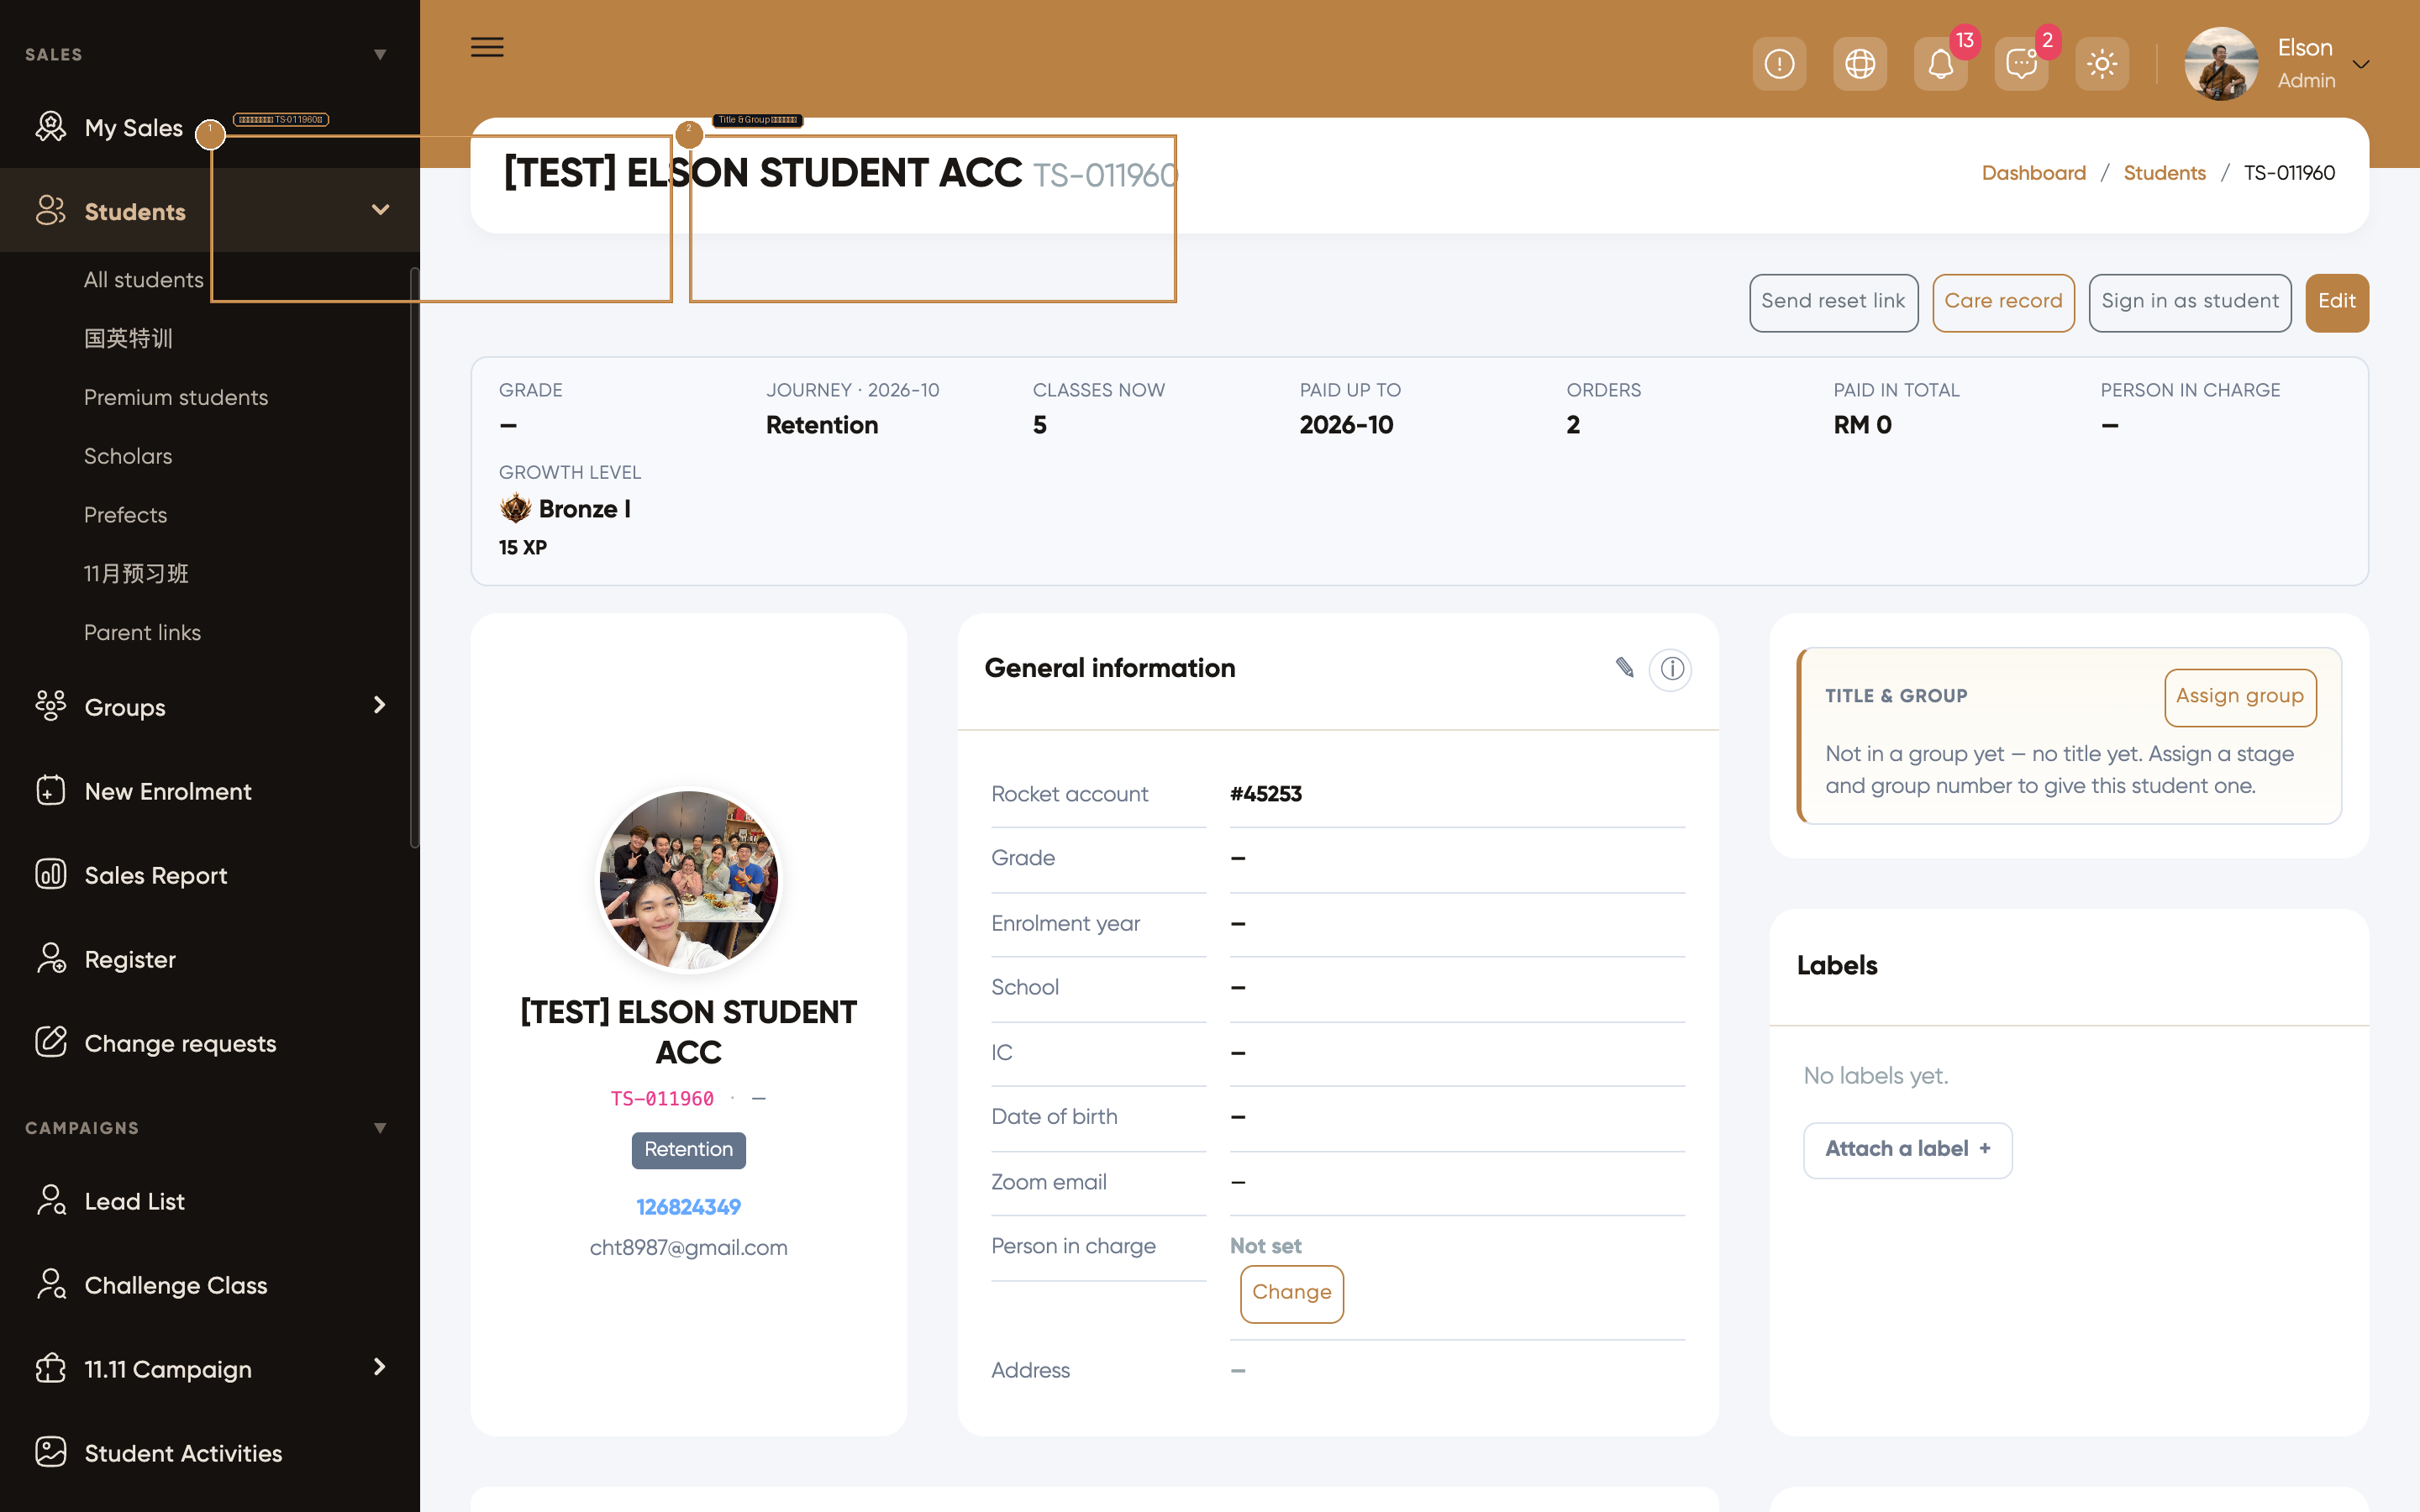 SALES
My Sales
Students
All students
国英特训
Premium students
Scholars
Prefects
11月预习班
Parent links
Groups
New Enrolment
Sales Report
Register
Change requests
CAMPAIGNS
Lead List
Challenge Class
11.11 Campaign
Student Activities
13
2
Elson
Admin
1
TS-011960
2
Title & Group
[TEST] ELSON STUDENT ACC TS-011960
Dashboard / Students / TS-011960
Send reset link
Care record
Sign in as student
Edit
GRADE
–
JOURNEY · 2026-10
Retention
CLASSES NOW
5
PAID UP TO
2026-10
ORDERS
2
PAID IN TOTAL
RM 0
PERSON IN CHARGE
–
GROWTH LEVEL
Bronze I
15 XP
[TEST] ELSON STUDENT
ACC
TS-011960 · —
Retention
126824349
cht8987@gmail.com
General information
Rocket account #45253
Grade –
Enrolment year –
School –
IC –
Date of birth –
Zoom email –
Person in charge Not set
Change
Address –
TITLE & GROUP
Assign group
Not in a group yet — no title yet. Assign a stage
and group number to give this student one.
Labels
No labels yet.
Attach a label +